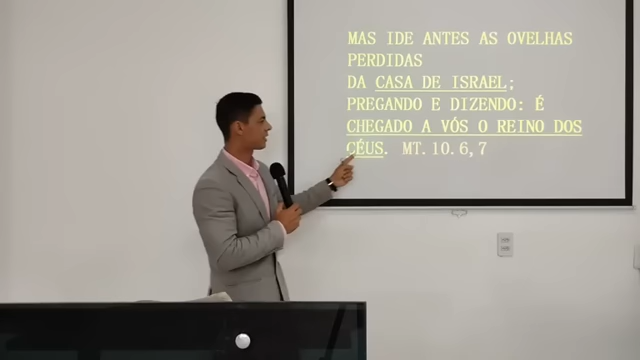 MAS IDE ANTES AS OVELHAS
PERDIDAS
DA CASA DE ISRAEL;
PREGANDO E DIZENDO: É
CHEGADO A VÓS O REINO DOS
CÉUS. MT.10.6,7